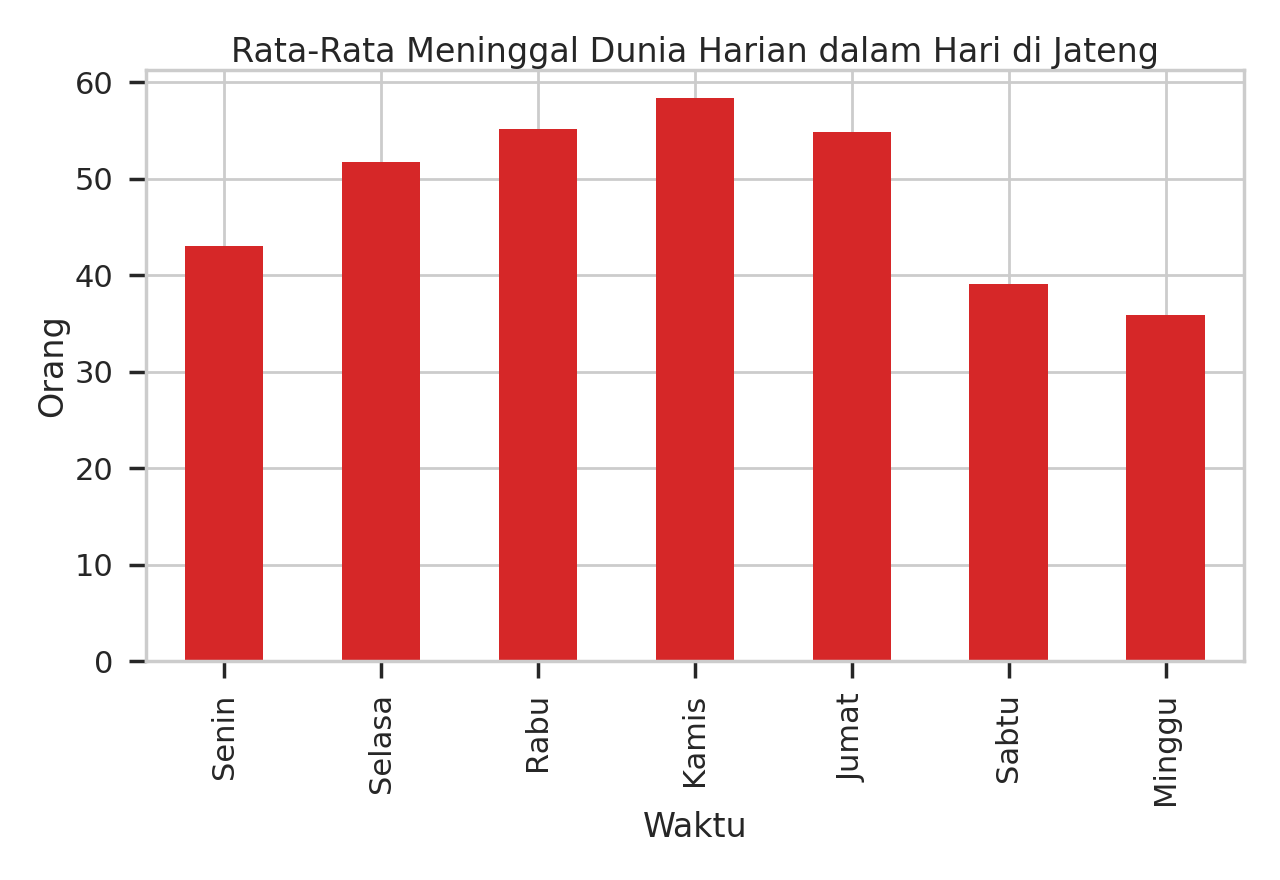 Rata-Rata Meninggal Dunia Harian dalam Hari di Jateng
Orang
60
50
40
30
20
10
0
Senin
Selasa
Rabu
Kamis
Jumat
Sabtu
Minggu
Waktu